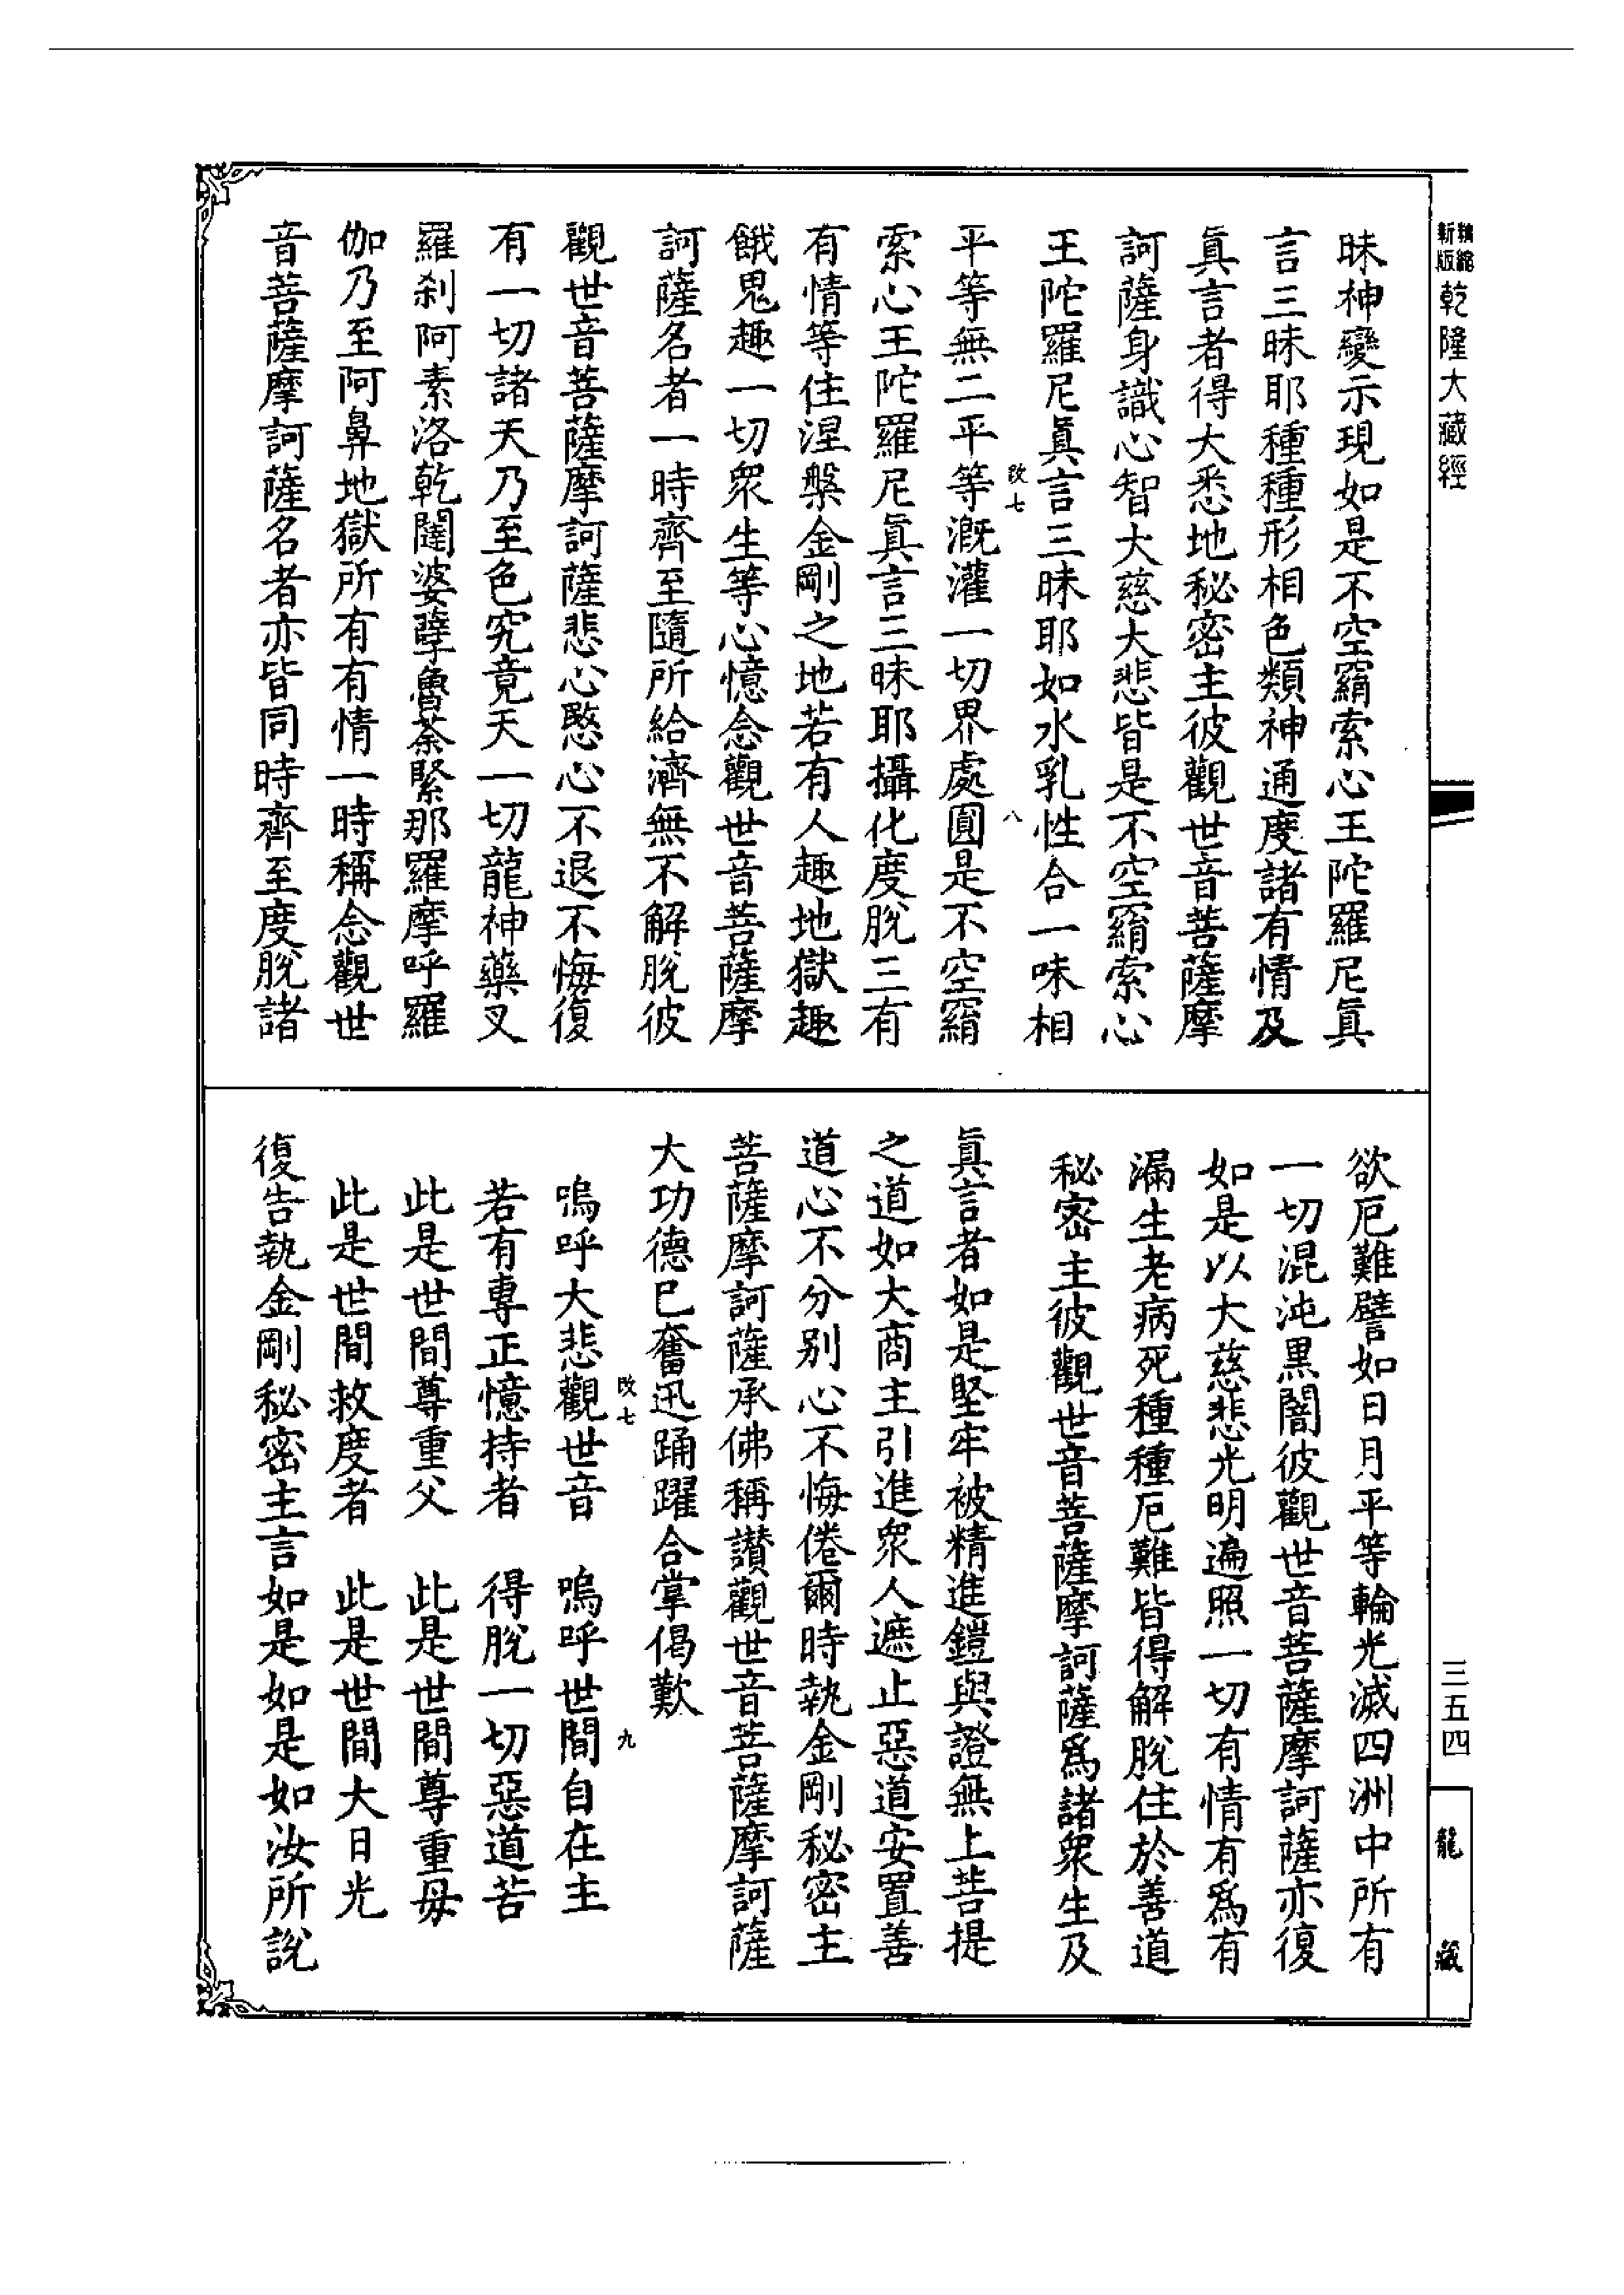 精縮
新版
乾隆大藏經
昧神變示現如是不空羂索心王陀羅尼眞
言三昧耶種種形相色類神通度諸有情及
眞言者得大悉地秘密主彼觀世音菩薩摩
訶薩身識心智大慈大悲皆是不空羂索心
王陀羅尼眞言三昧耶如水乳性合一味相
改七
八
平等無二平等溉灌一切界處圓是不空羂
索心王陀羅尼眞言三昧耶攝化度脫三有
有情等住涅槃金剛之地若有人趣地獄趣
餓鬼趣一切衆生等心憶念觀世音菩薩摩
訶薩名者一時齊至隨所給濟無不解脫彼
觀世音菩薩摩訶薩悲心愍心不退不悔復
有一切諸天乃至色究竟天一切龍神藥叉
羅刹阿素洛乾闥婆孽魯荼緊那羅摩呼羅
伽乃至阿鼻地獄所有有情一時稱念觀世
音菩薩摩訶薩名者亦皆同時齊至度脫諸
欲厄難譬如日月平等輪光滅四洲中所有
一切混沌黑闇彼觀世音菩薩摩訶薩亦復
如是以大慈悲光明遍照一切有情有爲有
漏生老病死種種厄難皆得解脫住於善道
秘密主彼觀世音菩薩摩訶薩爲諸衆生及
眞言者如是堅牢被精進鎧與證無上菩提
之道如大商主引進衆人遮止惡道安置善
道心不分別心不悔倦爾時執金剛秘密主
菩薩摩訶薩承佛稱讃觀世音菩薩摩訶薩
大功德已奮迅踊躍合掌偈歎
改七
九
嗚呼大悲觀世音　嗚呼世間自在主
若有專正憶持者　得脫一切惡道苦
此是世間尊重父　此是世間尊重母
此是世間救度者　此是世間大日光
復告執金剛秘密主言如是如是如汝所說
三五四
龍藏